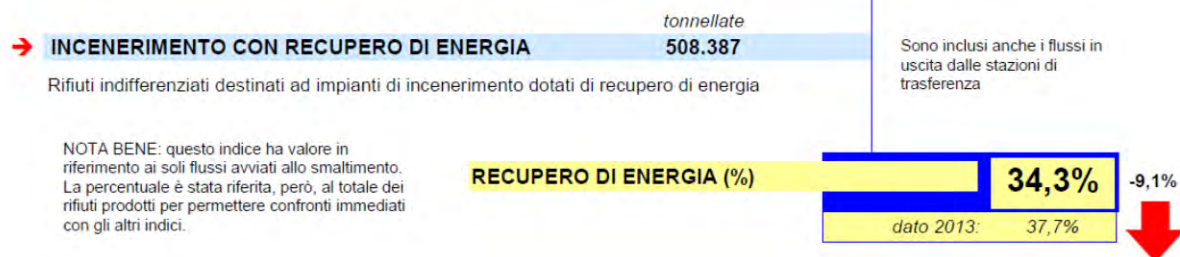 tonnellate
INCENERIMENTO CON RECUPERO DI ENERGIA 508.387
Sono inclusi anche i flussi in
uscita dalle stazioni di
trasferenza
Rifiuti indifferenziati destinati ad impianti di incenerimento dotati di recupero di energia
NOTA BENE: questo indice ha valore in
riferimento ai soli flussi avviati allo smaltimento.
La percentuale è stata riferita, però, al totale dei
rifiuti prodotti per permettere confronti immediati
con gli altri indici.
RECUPERO DI ENERGIA (%) 34,3% -9,1%
dato 2013: 37,7%